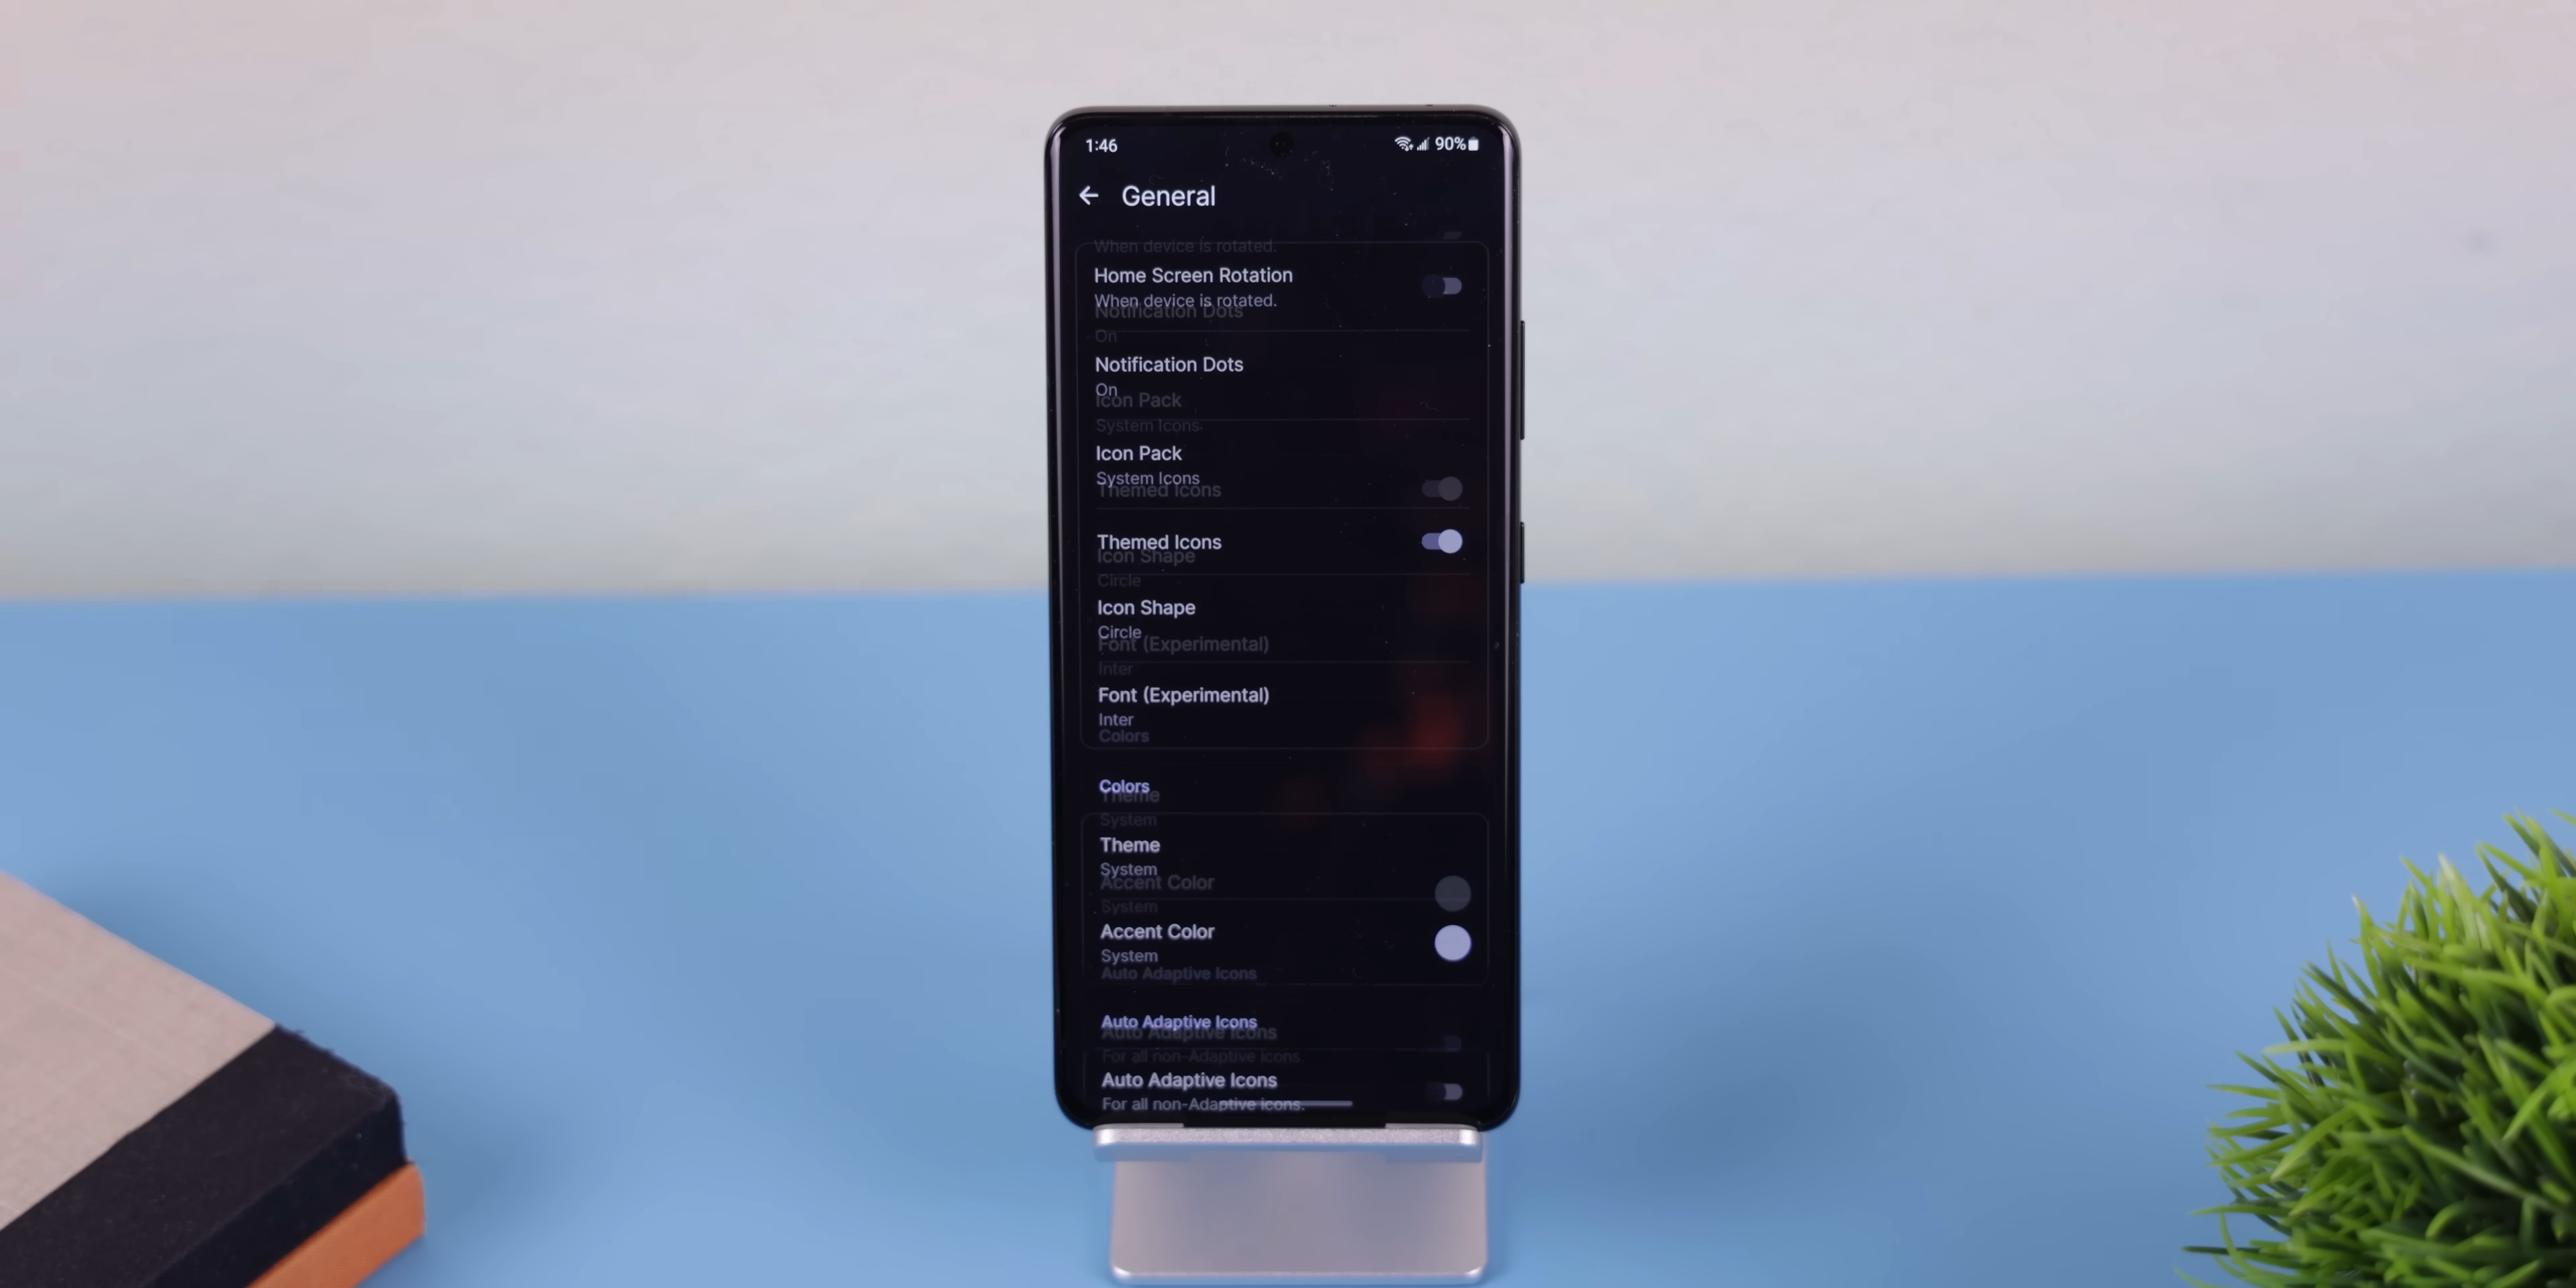 1:46
90%
General
When device is rotated.
Home Screen Rotation
When device is rotated.
Notification Dots
On
Notification Dots
On
Icon Pack
System Icons
Icon Pack
System Icons
Themed Icons
Themed Icons
Icon Shape
Circle
Icon Shape
Circle
Font (Experimental)
Inter
Font (Experimental)
Inter
Colors
Colors
Theme
System
Theme
System
Accent Color
System
Accent Color
System
Auto Adaptive Icons
Auto Adaptive Icons
Auto Adaptive Icons
For all non-Adaptive icons.
Auto Adaptive Icons
For all non-Adaptive icons.